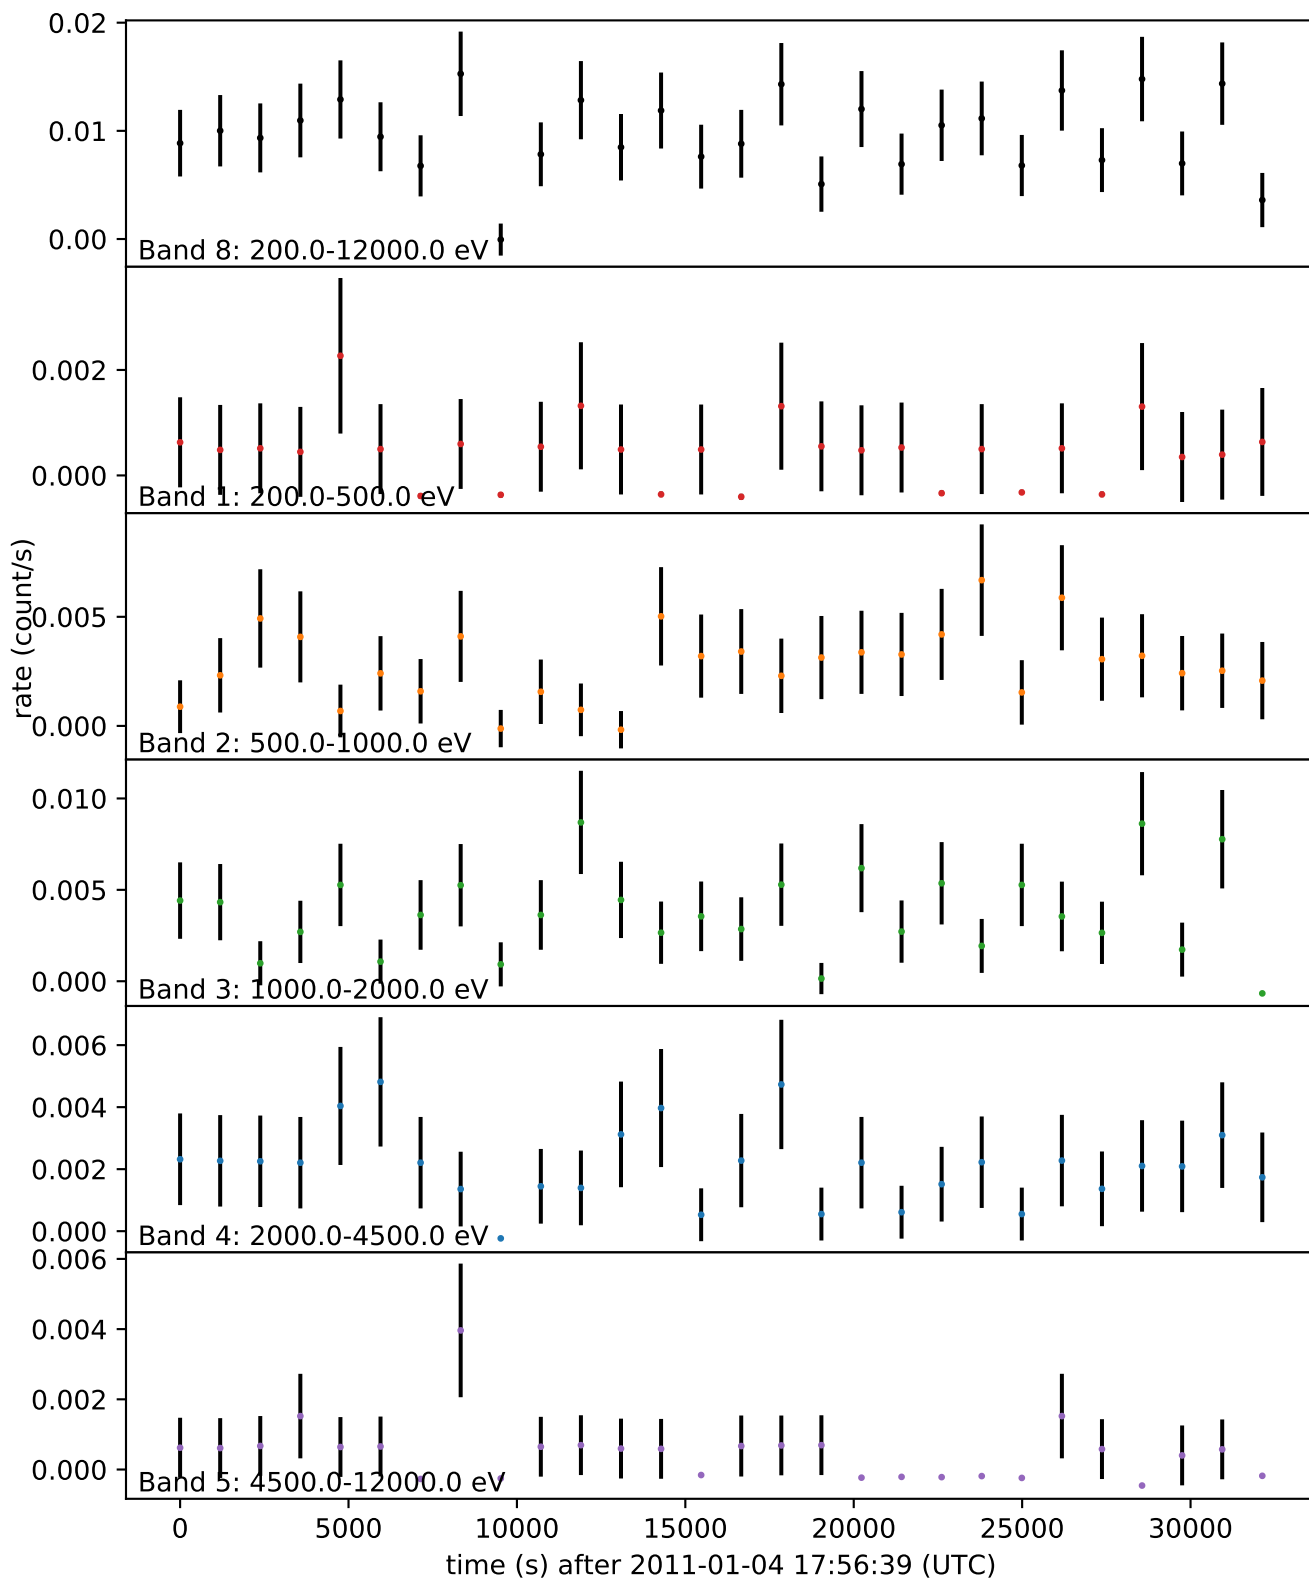 0.02
0.01
0.00
Band 8: 200.0-12000.0 eV
0.002
0.000
Band 1: 200.0-500.0 eV
rate (count/s)
0.005
0.000
Band 2: 500.0-1000.0 eV
0.010
0.005
0.000
Band 3: 1000.0-2000.0 eV
0.006
0.004
0.002
0.000
Band 4: 2000.0-4500.0 eV
0.006
0.004
0.002
0.000
Band 5: 4500.0-12000.0 eV
0 5000 10000 15000 20000 25000 30000
time (s) after 2011-01-04 17:56:39 (UTC)